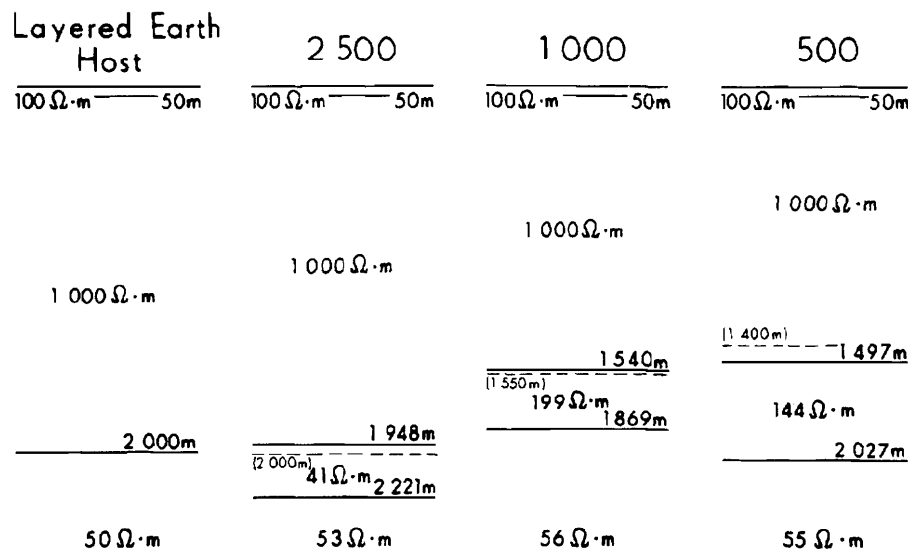 Layered Earth
Host
2 500
1 000
500
100 Ω·m 50m
100 Ω·m 50m
100 Ω·m 50m
100 Ω·m 50m
1 000 Ω·m
1 000 Ω·m
1 000 Ω·m
1 000 Ω·m
(1 400m)
1 497m
1 540m
(1 550m)
199 Ω·m
1869m
144 Ω·m
2 000m
1 948m
(2 000m)
41 Ω·m
2 221m
2 027m
50 Ω·m
53 Ω·m
56 Ω·m
55 Ω·m